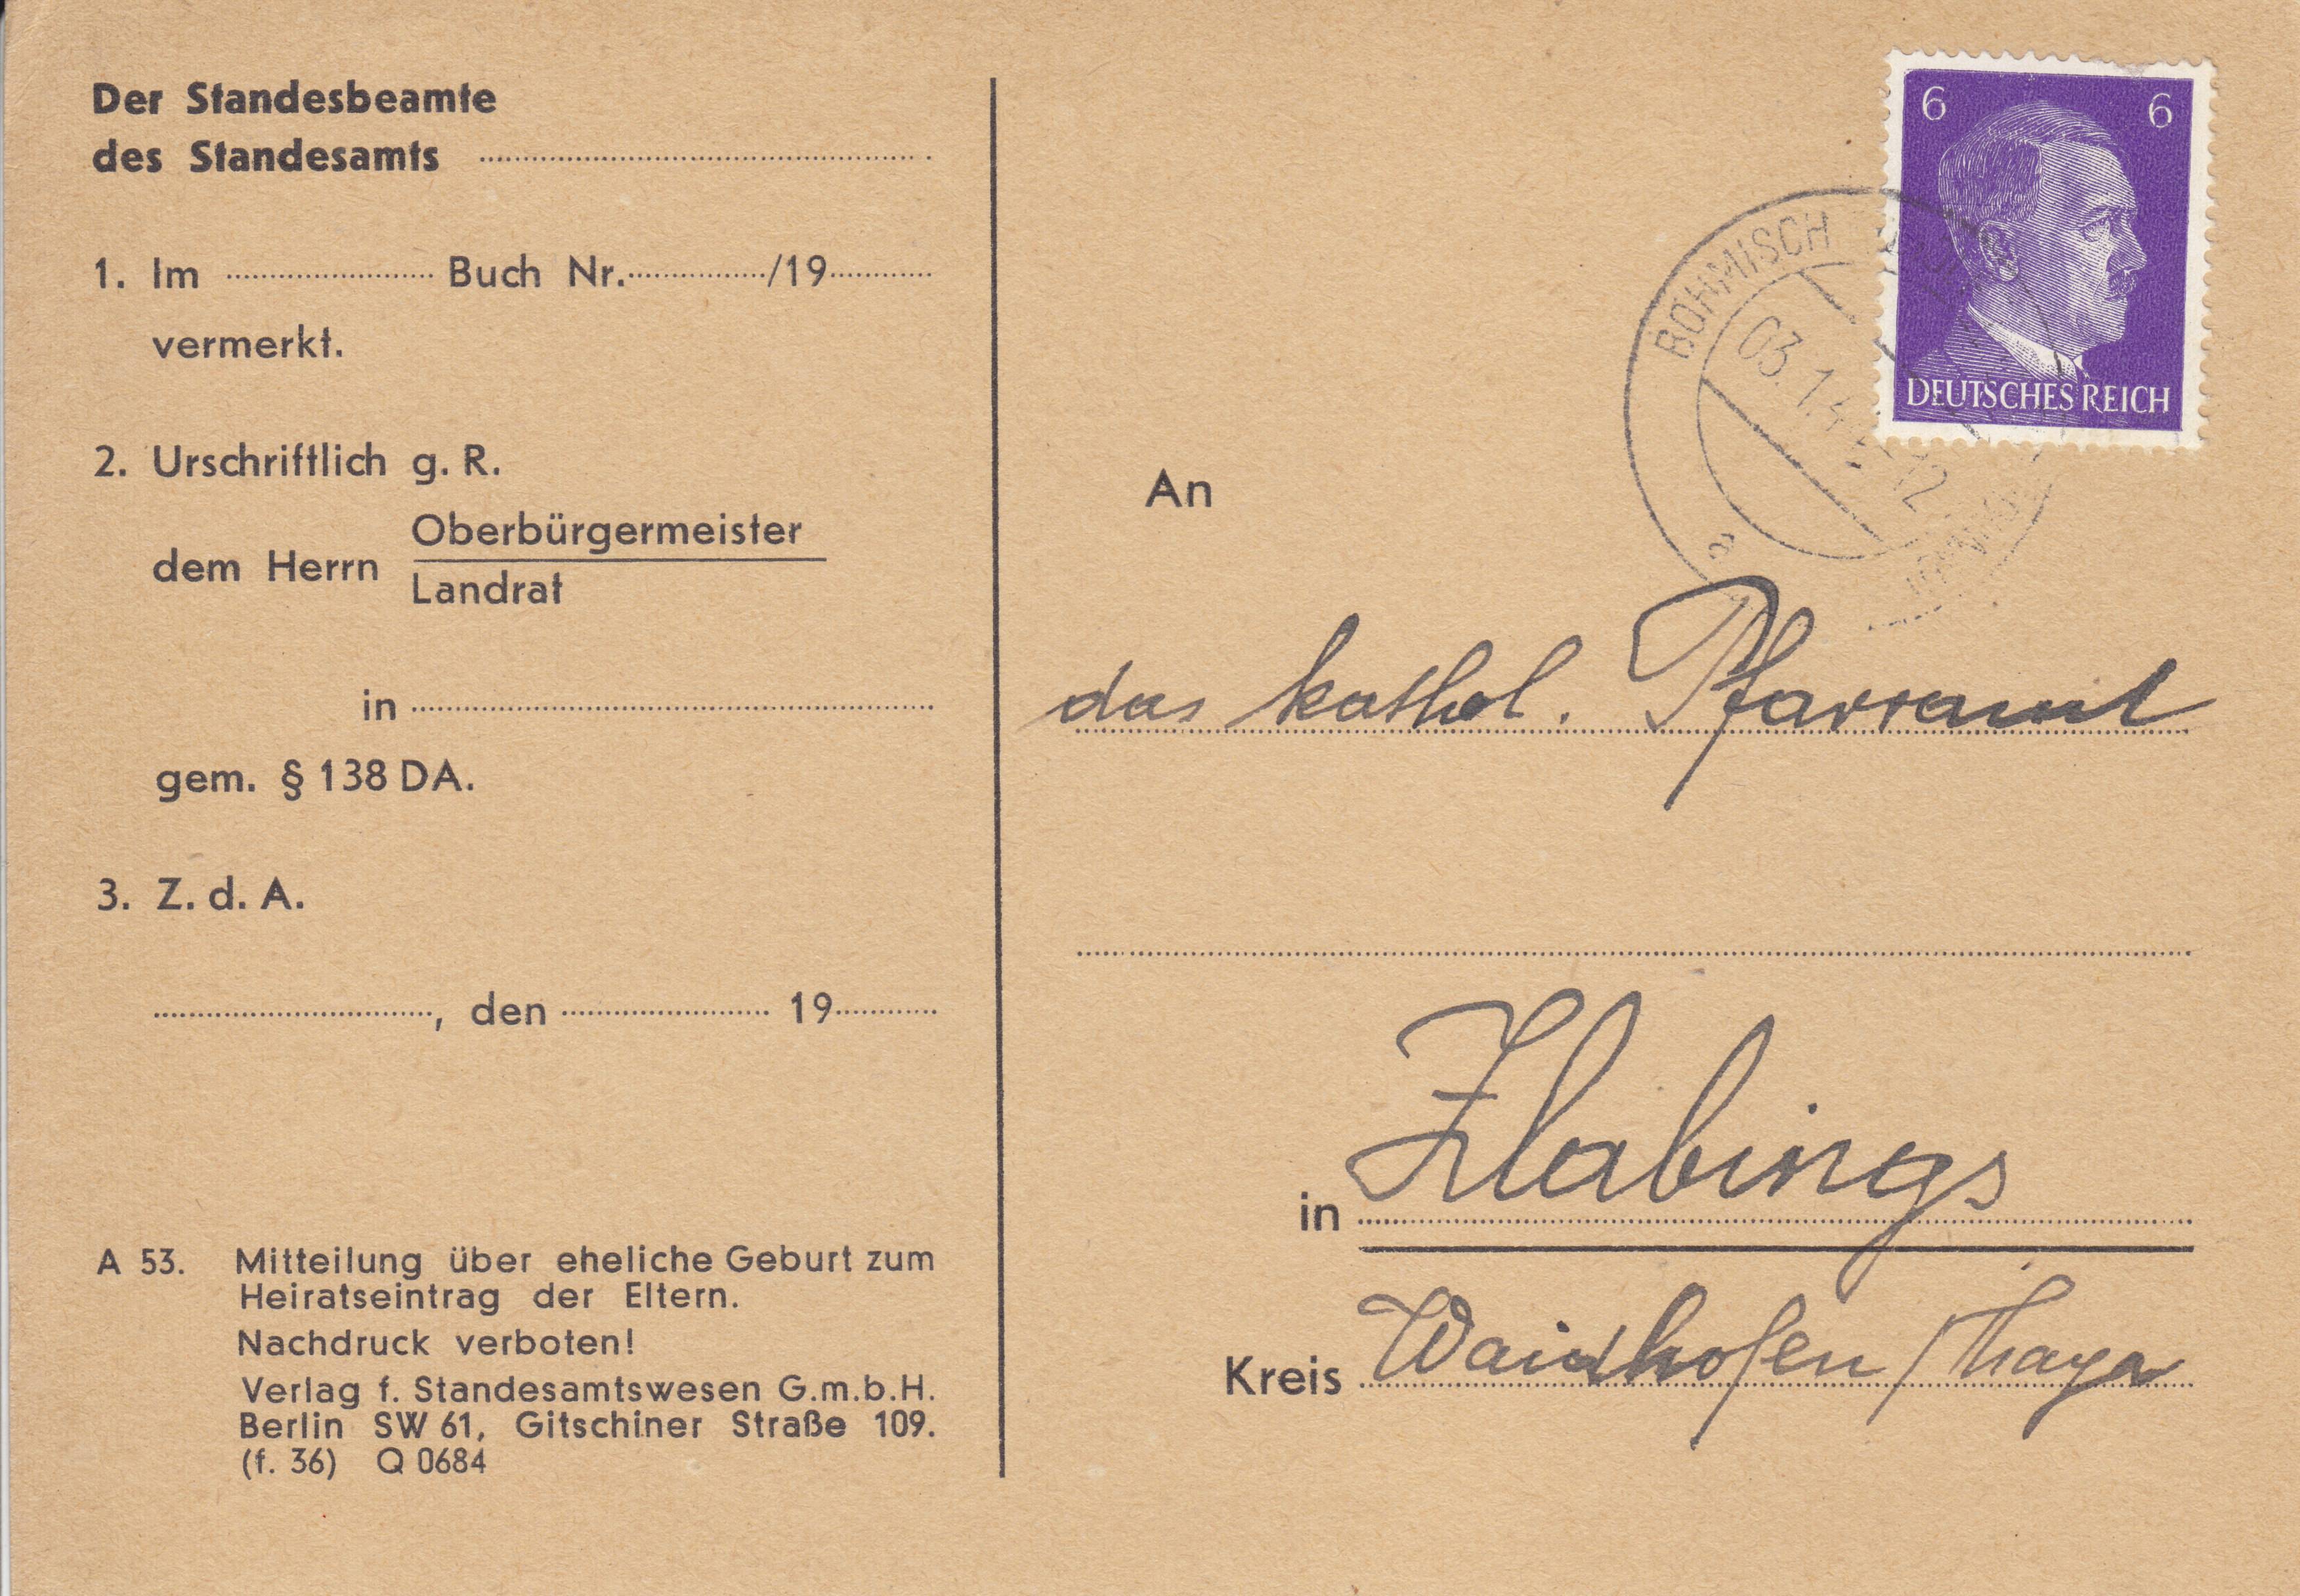 Der Standesbeamte
des Standesamts
1. Im Buch Nr. /19
vermerkt.
2. Urschriftlich g. R.
dem Herrn Oberbürgermeister
Landrat
in
gem. § 138 DA.
3. Z. d. A.
, den 19
A 53. Mitteilung über eheliche Geburt zum
Heiratseintrag der Eltern.
Nachdruck verboten!
Verlag f. Standesamtswesen G.m.b.H.
Berlin SW 61, Gitschiner Straße 109.
(f. 36) Q 0684
6 6
DEUTSCHES REICH
BÖHMISCH
03.1.
12
a
An
das kathol. Pfarramt
in Zlabings
Kreis Waidhofen/Thaya